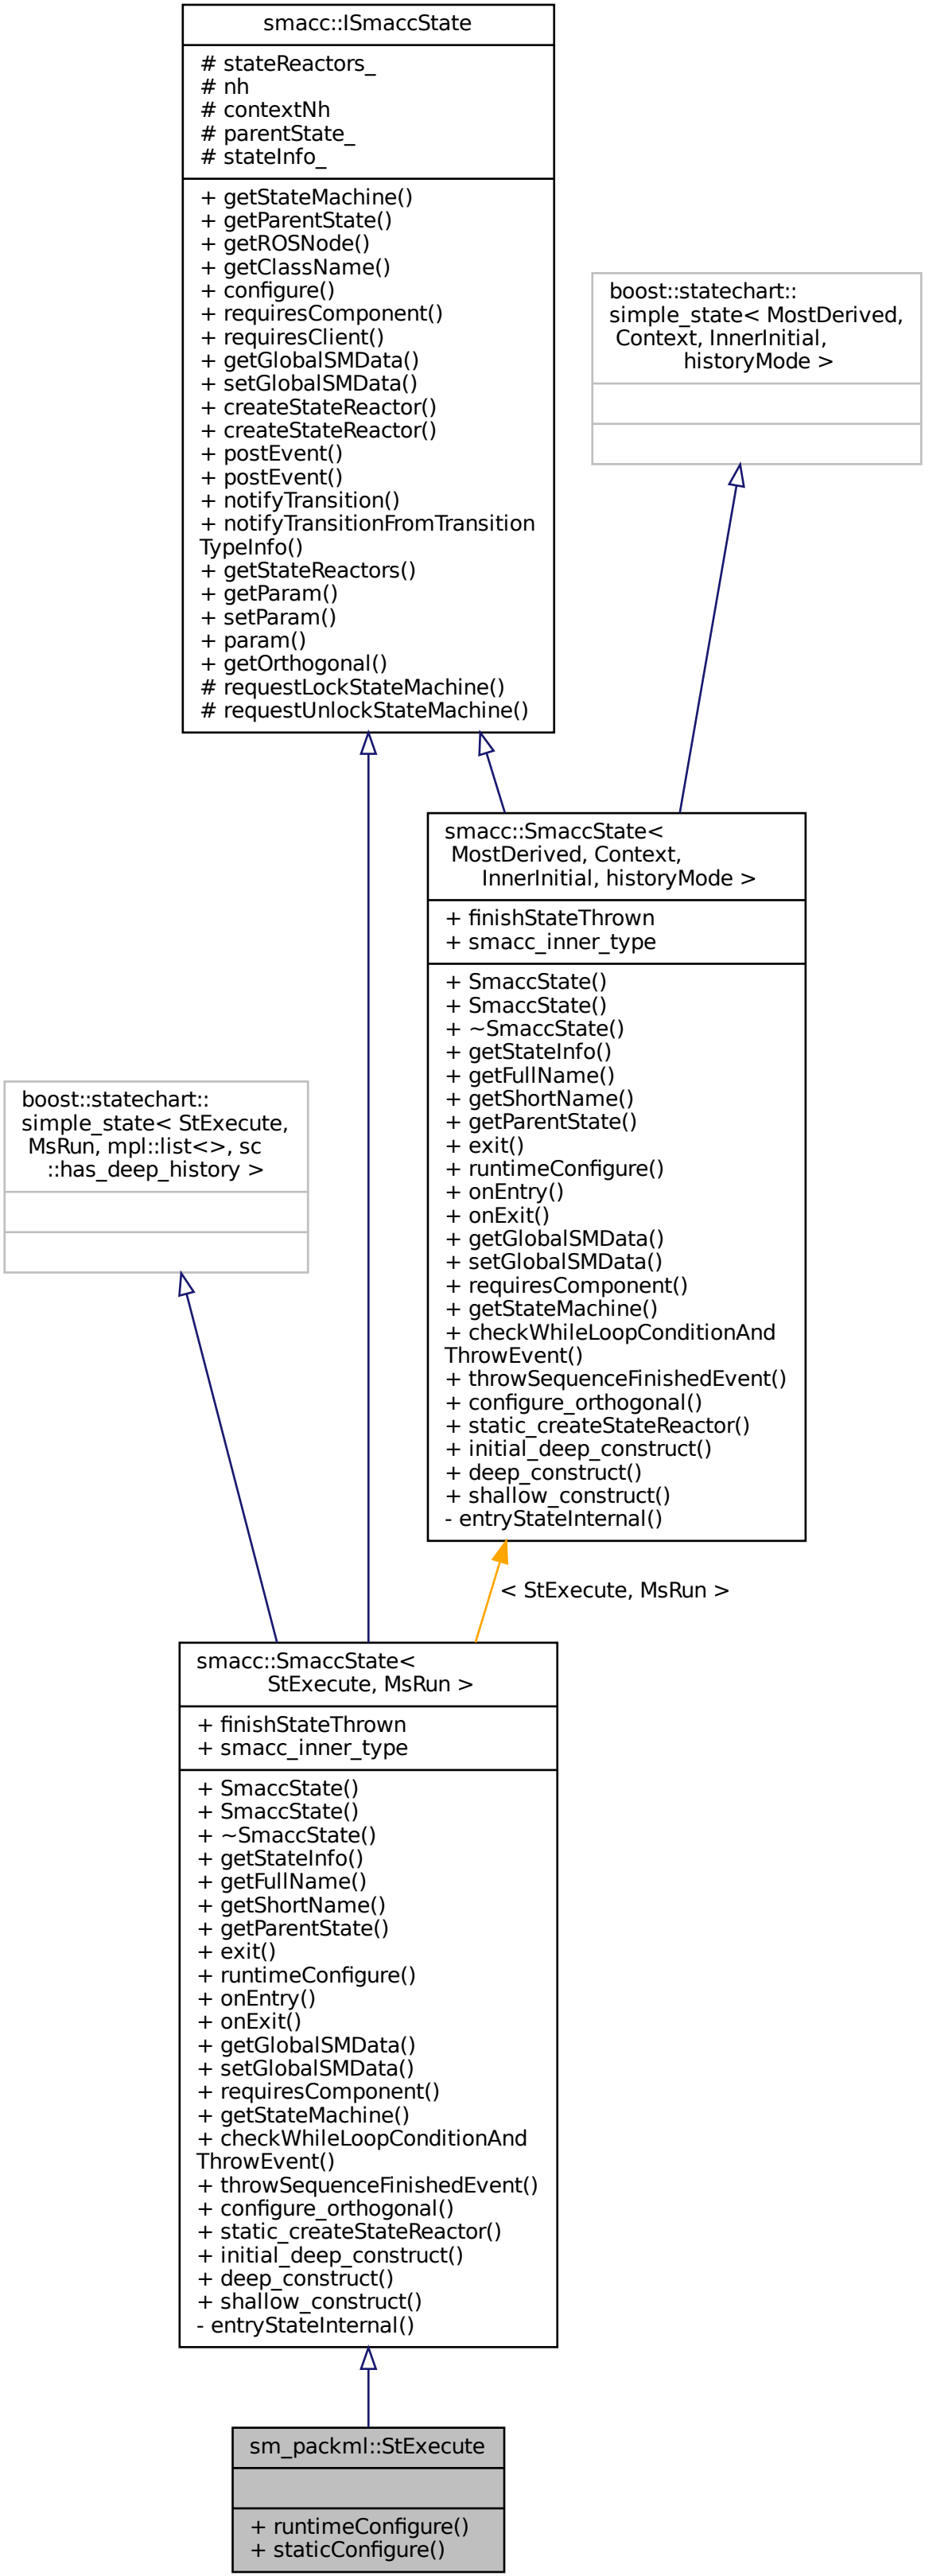 smacc::ISmaccState
# stateReactors_
# nh
# contextNh
# parentState_
# stateInfo_
+ getStateMachine()
+ getParentState()
+ getROSNode()
+ getClassName()
+ configure()
+ requiresComponent()
+ requiresClient()
+ getGlobalSMData()
+ setGlobalSMData()
+ createStateReactor()
+ createStateReactor()
+ postEvent()
+ postEvent()
+ notifyTransition()
+ notifyTransitionFromTransition
TypeInfo()
+ getStateReactors()
+ getParam()
+ setParam()
+ param()
+ getOrthogonal()
# requestLockStateMachine()
# requestUnlockStateMachine()
boost::statechart::
simple_state< MostDerived,
Context, InnerInitial,
historyMode >
smacc::SmaccState<
MostDerived, Context,
InnerInitial, historyMode >
+ finishStateThrown
+ smacc_inner_type
+ SmaccState()
+ SmaccState()
+ ~SmaccState()
+ getStateInfo()
+ getFullName()
+ getShortName()
+ getParentState()
+ exit()
+ runtimeConfigure()
+ onEntry()
+ onExit()
+ getGlobalSMData()
+ setGlobalSMData()
+ requiresComponent()
+ getStateMachine()
+ checkWhileLoopConditionAnd
ThrowEvent()
+ throwSequenceFinishedEvent()
+ configure_orthogonal()
+ static_createStateReactor()
+ initial_deep_construct()
+ deep_construct()
+ shallow_construct()
- entryStateInternal()
boost::statechart::
simple_state< StExecute,
MsRun, mpl::list<>, sc
::has_deep_history >
< StExecute, MsRun >
smacc::SmaccState<
StExecute, MsRun >
+ finishStateThrown
+ smacc_inner_type
+ SmaccState()
+ SmaccState()
+ ~SmaccState()
+ getStateInfo()
+ getFullName()
+ getShortName()
+ getParentState()
+ exit()
+ runtimeConfigure()
+ onEntry()
+ onExit()
+ getGlobalSMData()
+ setGlobalSMData()
+ requiresComponent()
+ getStateMachine()
+ checkWhileLoopConditionAnd
ThrowEvent()
+ throwSequenceFinishedEvent()
+ configure_orthogonal()
+ static_createStateReactor()
+ initial_deep_construct()
+ deep_construct()
+ shallow_construct()
- entryStateInternal()
sm_packml::StExecute
+ runtimeConfigure()
+ staticConfigure()